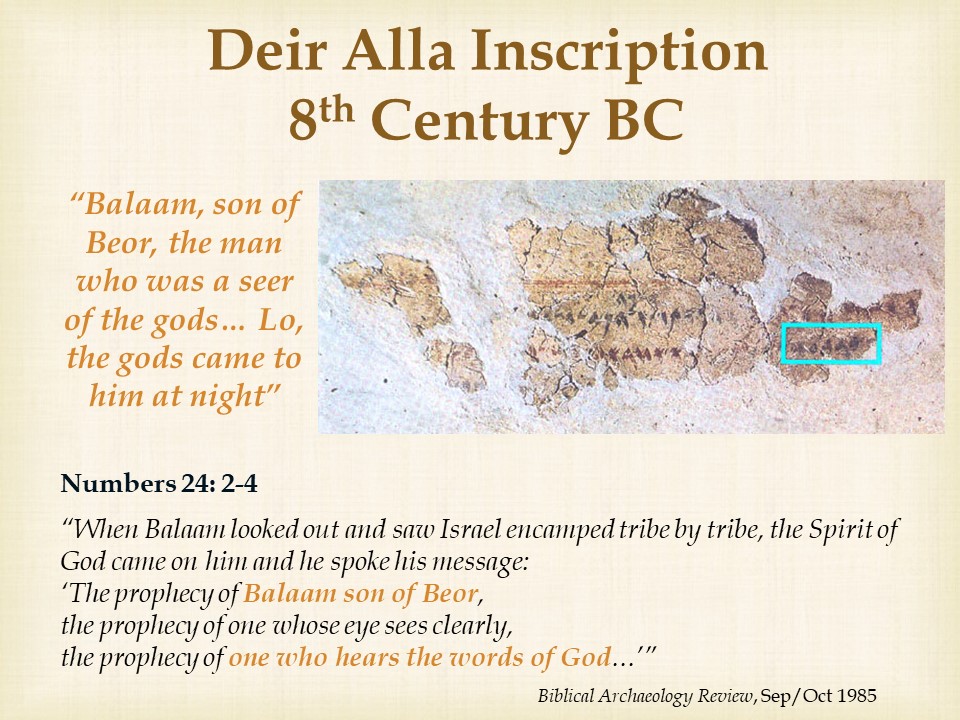 Deir Alla Inscription
8th Century BC
“Balaam, son of
Beor, the man
who was a seer
of the gods… Lo,
the gods came to
him at night”
Numbers 24: 2-4
“When Balaam looked out and saw Israel encamped tribe by tribe, the Spirit of
God came on him and he spoke his message:
‘The prophecy of Balaam son of Beor,
the prophecy of one whose eye sees clearly,
the prophecy of one who hears the words of God…’”
Biblical Archaeology Review, Sep/Oct 1985